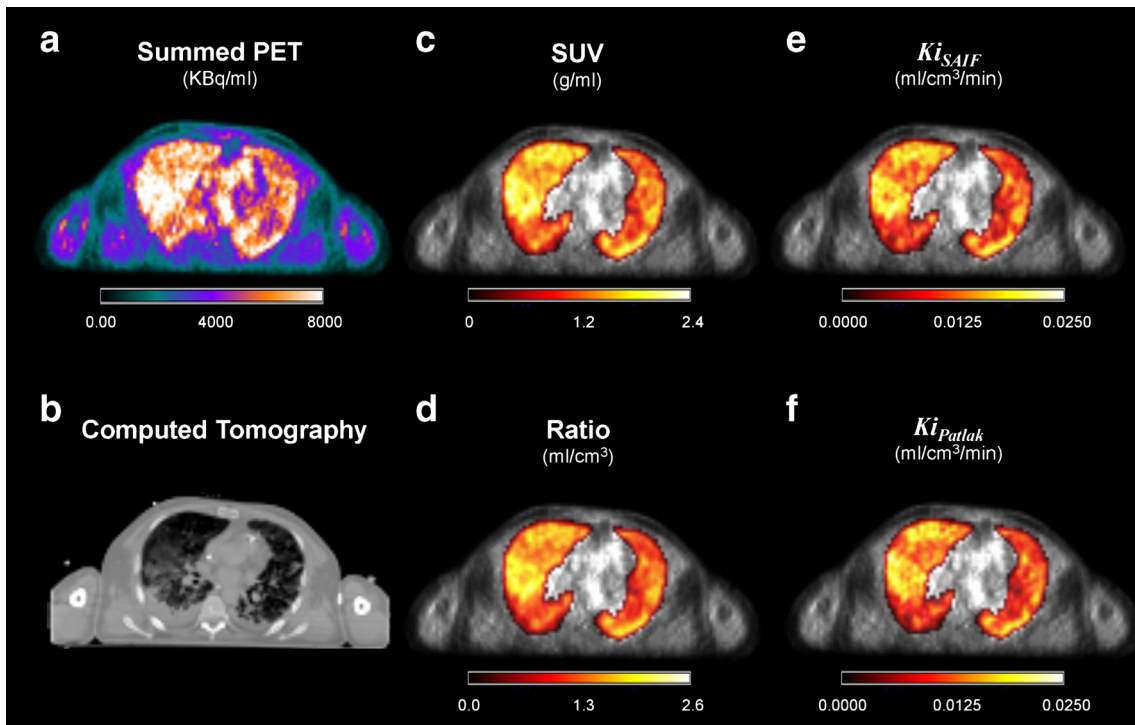 a
Summed PET
(KBq/ml)
0.00 4000 8000
c
SUV
(g/ml)
0 1.2 2.4
e
Ki_SAIF
(ml/cm³/min)
0.0000 0.0125 0.0250
b
Computed Tomography
d
Ratio
(ml/cm³)
0.0 1.3 2.6
f
Ki_Patlak
(ml/cm³/min)
0.0000 0.0125 0.0250